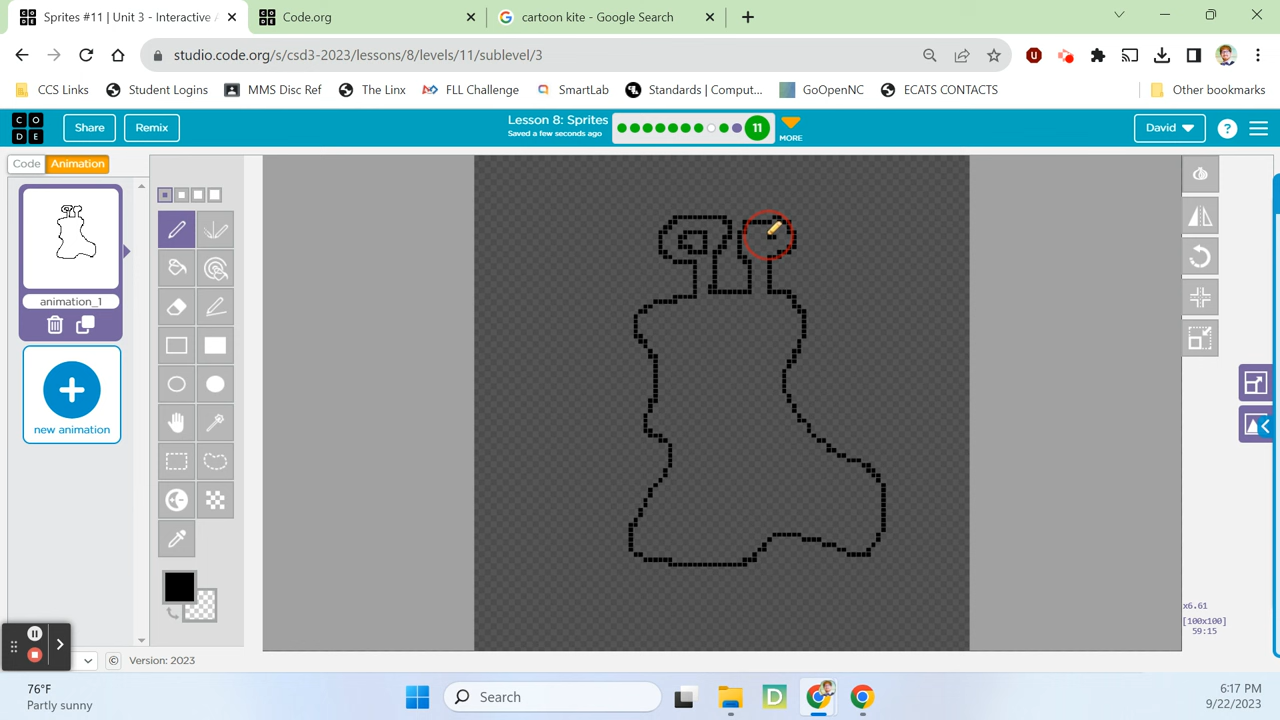 Sprites #11 | Unit 3 - Interactive A
Code.org
cartoon kite - Google Search
studio.code.org/s/csd3-2023/lessons/8/levels/11/sublevel/3
CCS Links
Student Logins
MMS Disc Ref
The Linx
FLL Challenge
SmartLab
Standards | Comput...
GoOpenNC
ECATS CONTACTS
Other bookmarks
CO
DE
Share
Remix
Lesson 8: Sprites
Saved a few seconds ago
11
MORE
David
?
Code
Animation
animation_1
new animation
x6.61
[100x100]
59:15
© Version: 2023
76°F
Partly sunny
Search
6:17 PM
9/22/2023